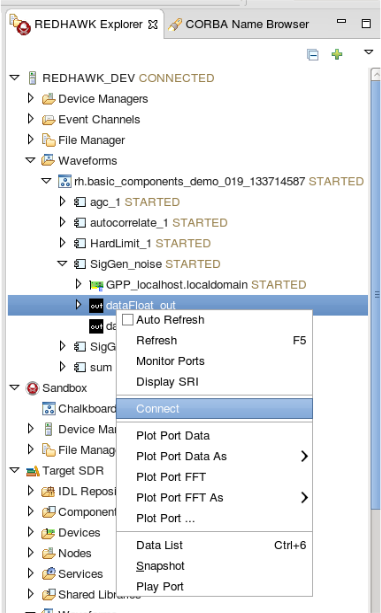 REDHAWK Explorer
CORBA Name Browser
REDHAWK_DEV CONNECTED
Device Managers
Event Channels
File Manager
Waveforms
rh.basic_components_demo_019_133714587 STARTED
agc_1 STARTED
autocorrelate_1 STARTED
HardLimit_1 STARTED
SigGen_noise STARTED
GPP_localhost.localdomain STARTED
out dataFloat_out
out da
Auto Refresh
Refresh F5
Monitor Ports
SigG
Display SRI
sum
Sandbox
Chalkboard
Connect
Device Ma
Plot Port Data
File Manag
Plot Port Data As
Target SDR
Plot Port FFT
IDL Reposi
Plot Port FFT As
Component
Plot Port ...
Devices
Nodes
Data List Ctrl+6
Services
Snapshot
Shared Libraries
Play Port